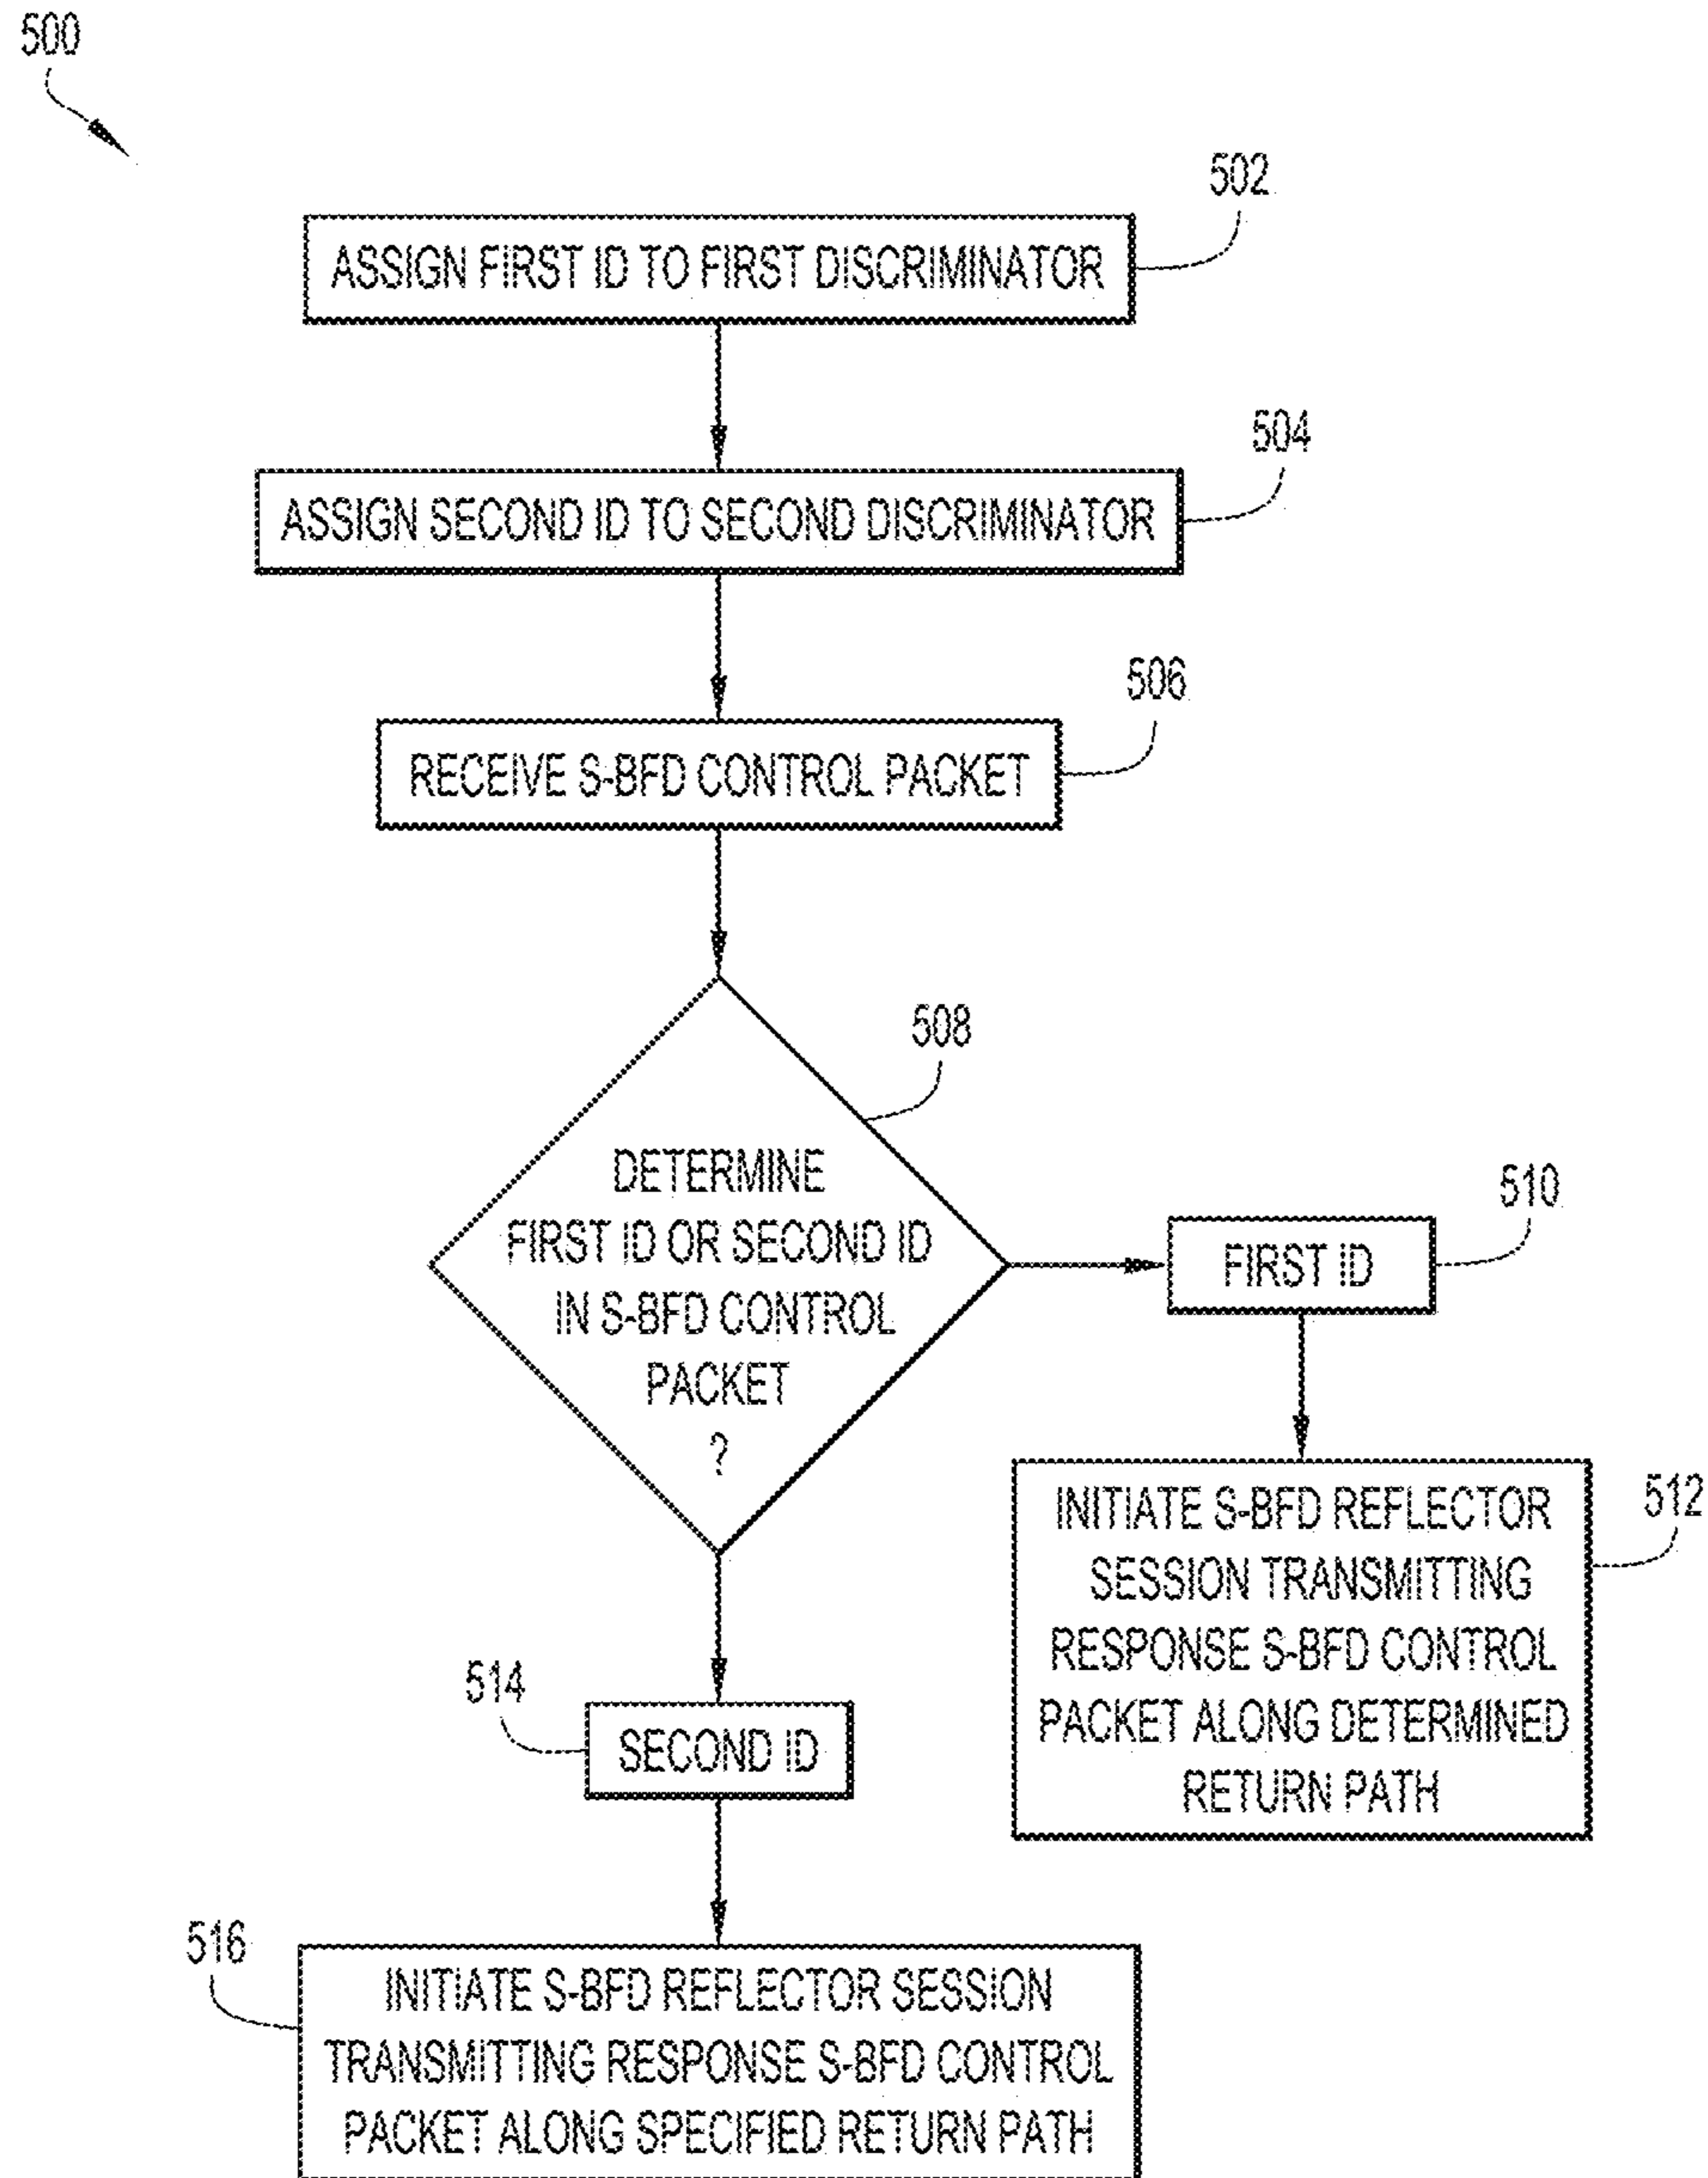 500
502
ASSIGN FIRST ID TO FIRST DISCRIMINATOR
504
ASSIGN SECOND ID TO SECOND DISCRIMINATOR
506
RECEIVE S-BFD CONTROL PACKET
508
DETERMINE
FIRST ID OR SECOND ID
IN S-BFD CONTROL
PACKET
?
510
FIRST ID
512
INITIATE S-BFD REFLECTOR
SESSION TRANSMITTING
RESPONSE S-BFD CONTROL
PACKET ALONG DETERMINED
RETURN PATH
514
SECOND ID
516
INITIATE S-BFD REFLECTOR SESSION
TRANSMITTING RESPONSE S-BFD CONTROL
PACKET ALONG SPECIFIED RETURN PATH